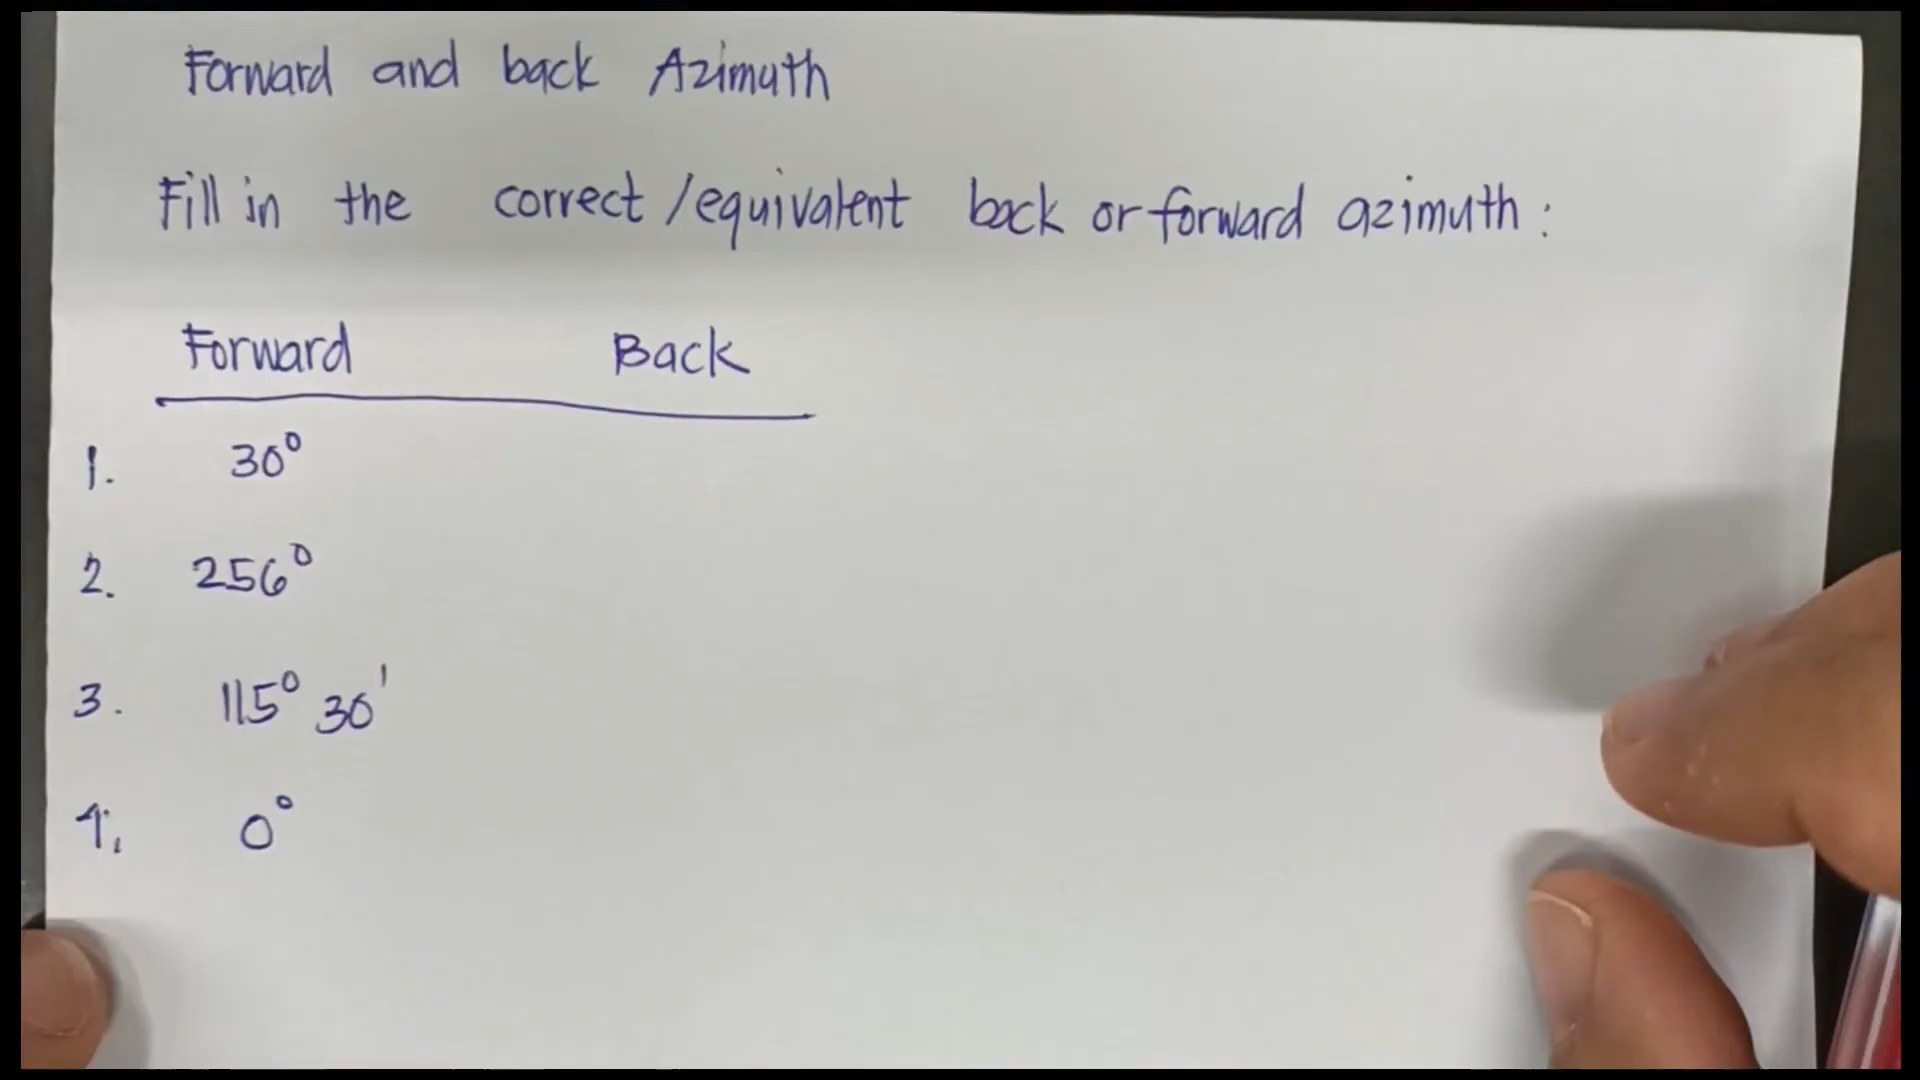 Forward and back Azimuth
Fill in the correct/equivalent back or forward azimuth:
Forward Back
1. 30°
2. 256°
3. 115° 30'
4. 0°